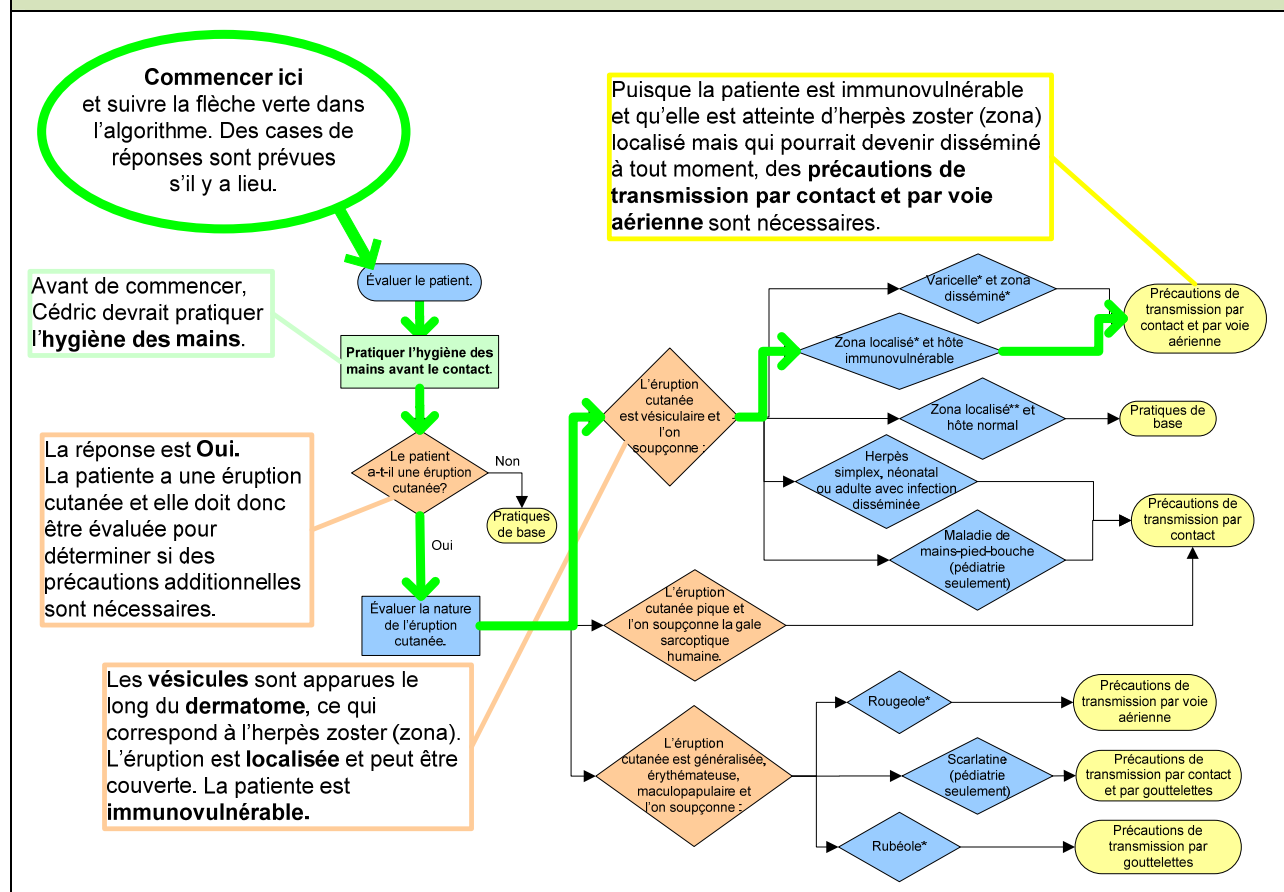 Commencer ici
et suivre la flèche verte dans
l’algorithme. Des cases de
réponses sont prévues
s’il y a lieu.
Puisque la patiente est immunovulnérable
et qu’elle est atteinte d’herpès zoster (zona)
localisé mais qui pourrait devenir disséminé
à tout moment, des précautions de
transmission par contact et par voie
aérienne sont nécessaires.
Évaluer le patient.
Avant de commencer,
Cédric devrait pratiquer
l’hygiène des mains.
Pratiquer l’hygiène des
mains avant le contact.
La réponse est Oui.
La patiente a une éruption
cutanée et elle doit donc
être évaluée pour
déterminer si des
précautions additionnelles
sont nécessaires.
Le patient
a-t-il une éruption
cutanée?
Non
Pratiques
de base
Oui
Évaluer la nature
de l’éruption
cutanée.
Les vésicules sont apparues le
long du dermatome, ce qui
correspond à l’herpès zoster (zona).
L’éruption est localisée et peut être
couverte. La patiente est
immunovulnérable.
L’éruption
cutanée
est vésiculaire et
l’on
soupçonne :
Varicelle* et zona
disséminé*
Zona localisé* et hôte
immunovulnérable
Précautions de
transmission par
contact et par voie
aérienne
Zona localisé** et
hôte normal
Pratiques de
base
Herpès
simplex, néonatal
ou adulte avec infection
disséminée
Maladie de
mains-pied-bouche
(pédiatrie
seulement)
Précautions de
transmission par
contact
L’éruption
cutanée pique et
l’on soupçonne la gale
sarcoptique
humaine.
L’éruption
cutanée est généralisée,
érythémateuse,
maculopapulaire et
l’on soupçonne :
Rougeole*
Précautions de
transmission par voie
aérienne
Scarlatine
(pédiatrie
seulement)
Précautions de
transmission par contact
et par gouttelettes
Rubéole*
Précautions de
transmission par
gouttelettes